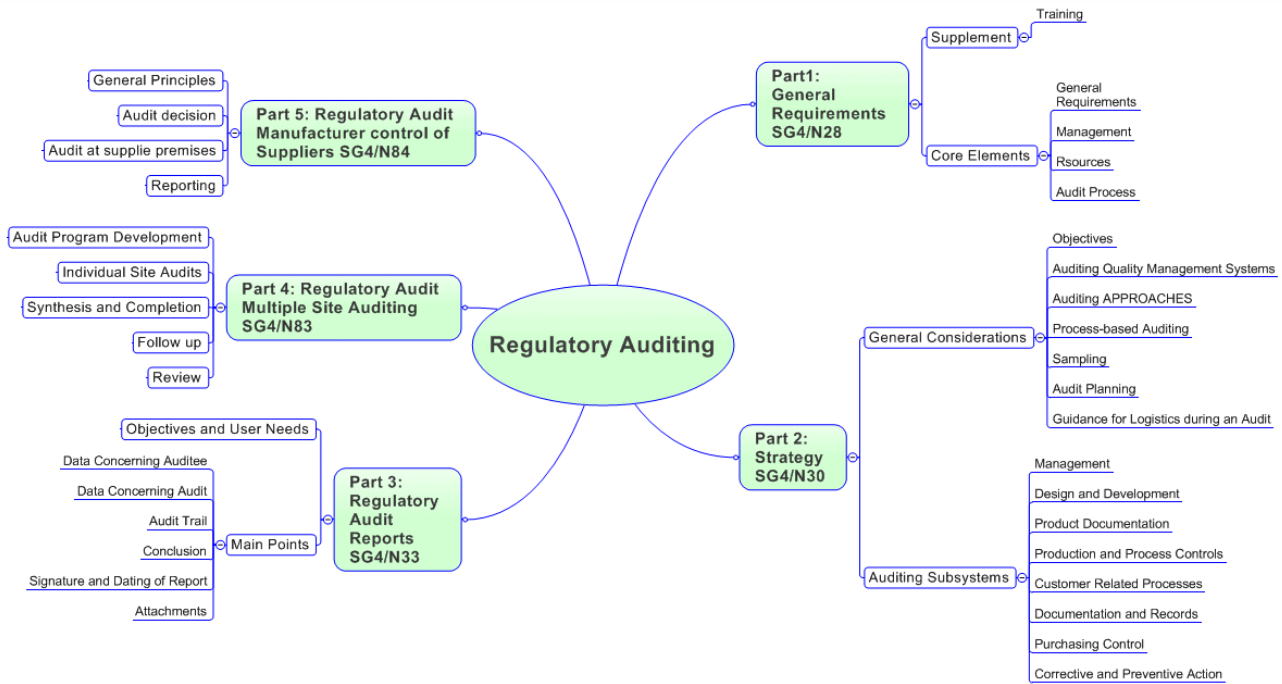 Regulatory Auditing
Part1:
General
Requirements
SG4/N28
Supplement
Training
Core Elements
General
Requirements
Management
Rsources
Audit Process
Part 2:
Strategy
SG4/N30
General Considerations
Objectives
Auditing Quality Management Systems
Auditing APPROACHES
Process-based Auditing
Sampling
Audit Planning
Guidance for Logistics during an Audit
Auditing Subsystems
Management
Design and Development
Product Documentation
Production and Process Controls
Customer Related Processes
Documentation and Records
Purchasing Control
Corrective and Preventive Action
Part 3:
Regulatory
Audit
Reports
SG4/N33
Objectives and User Needs
Main Points
Data Concerning Auditee
Data Concerning Audit
Audit Trail
Conclusion
Signature and Dating of Report
Attachments
Part 4: Regulatory Audit
Multiple Site Auditing
SG4/N83
Audit Program Development
Individual Site Audits
Synthesis and Completion
Follow up
Review
Part 5: Regulatory Audit
Manufacturer control of
Suppliers SG4/N84
General Principles
Audit decision
Audit at supplie premises
Reporting